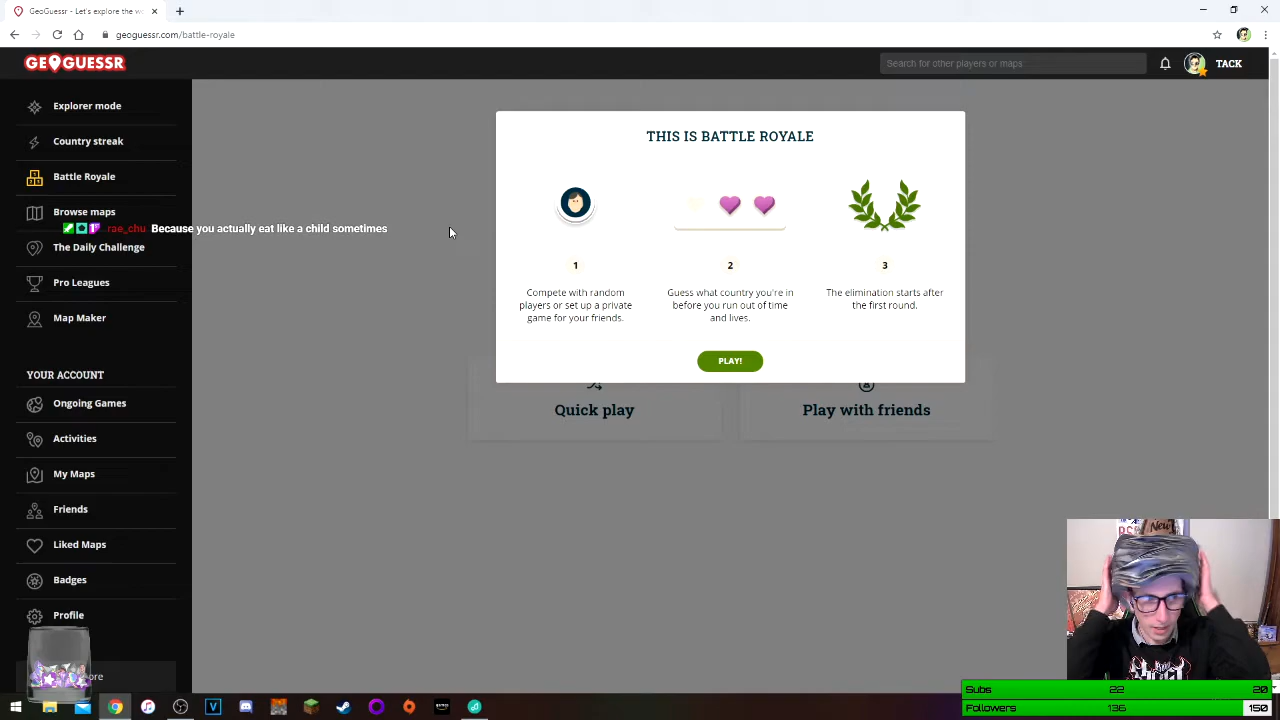 GeoGuessr - Let's explore the w
geoguessr.com/battle-royale
GEOGUESSR
Search for other players or maps
TACK
Explorer mode
Country streak
Battle Royale
Browse maps
rae_chu Because you actually eat like a child sometimes
The Daily Challenge
Pro Leagues
Map Maker
YOUR ACCOUNT
Ongoing Games
Activities
My Maps
Friends
Liked Maps
Badges
Profile
THIS IS BATTLE ROYALE
1
Compete with random
players or set up a private
game for your friends.
2
Guess what country you're in
before you run out of time
and lives.
3
The elimination starts after
the first round.
PLAY!
Quick play
Play with friends
New
Subs 22 20
Followers 136 150